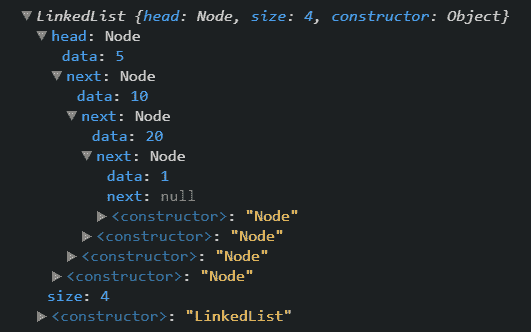 LinkedList {head: Node, size: 4, constructor: Object}
head: Node
data: 5
next: Node
data: 10
next: Node
data: 20
next: Node
data: 1
next: null
<constructor>: "Node"
<constructor>: "Node"
<constructor>: "Node"
<constructor>: "Node"
size: 4
<constructor>: "LinkedList"